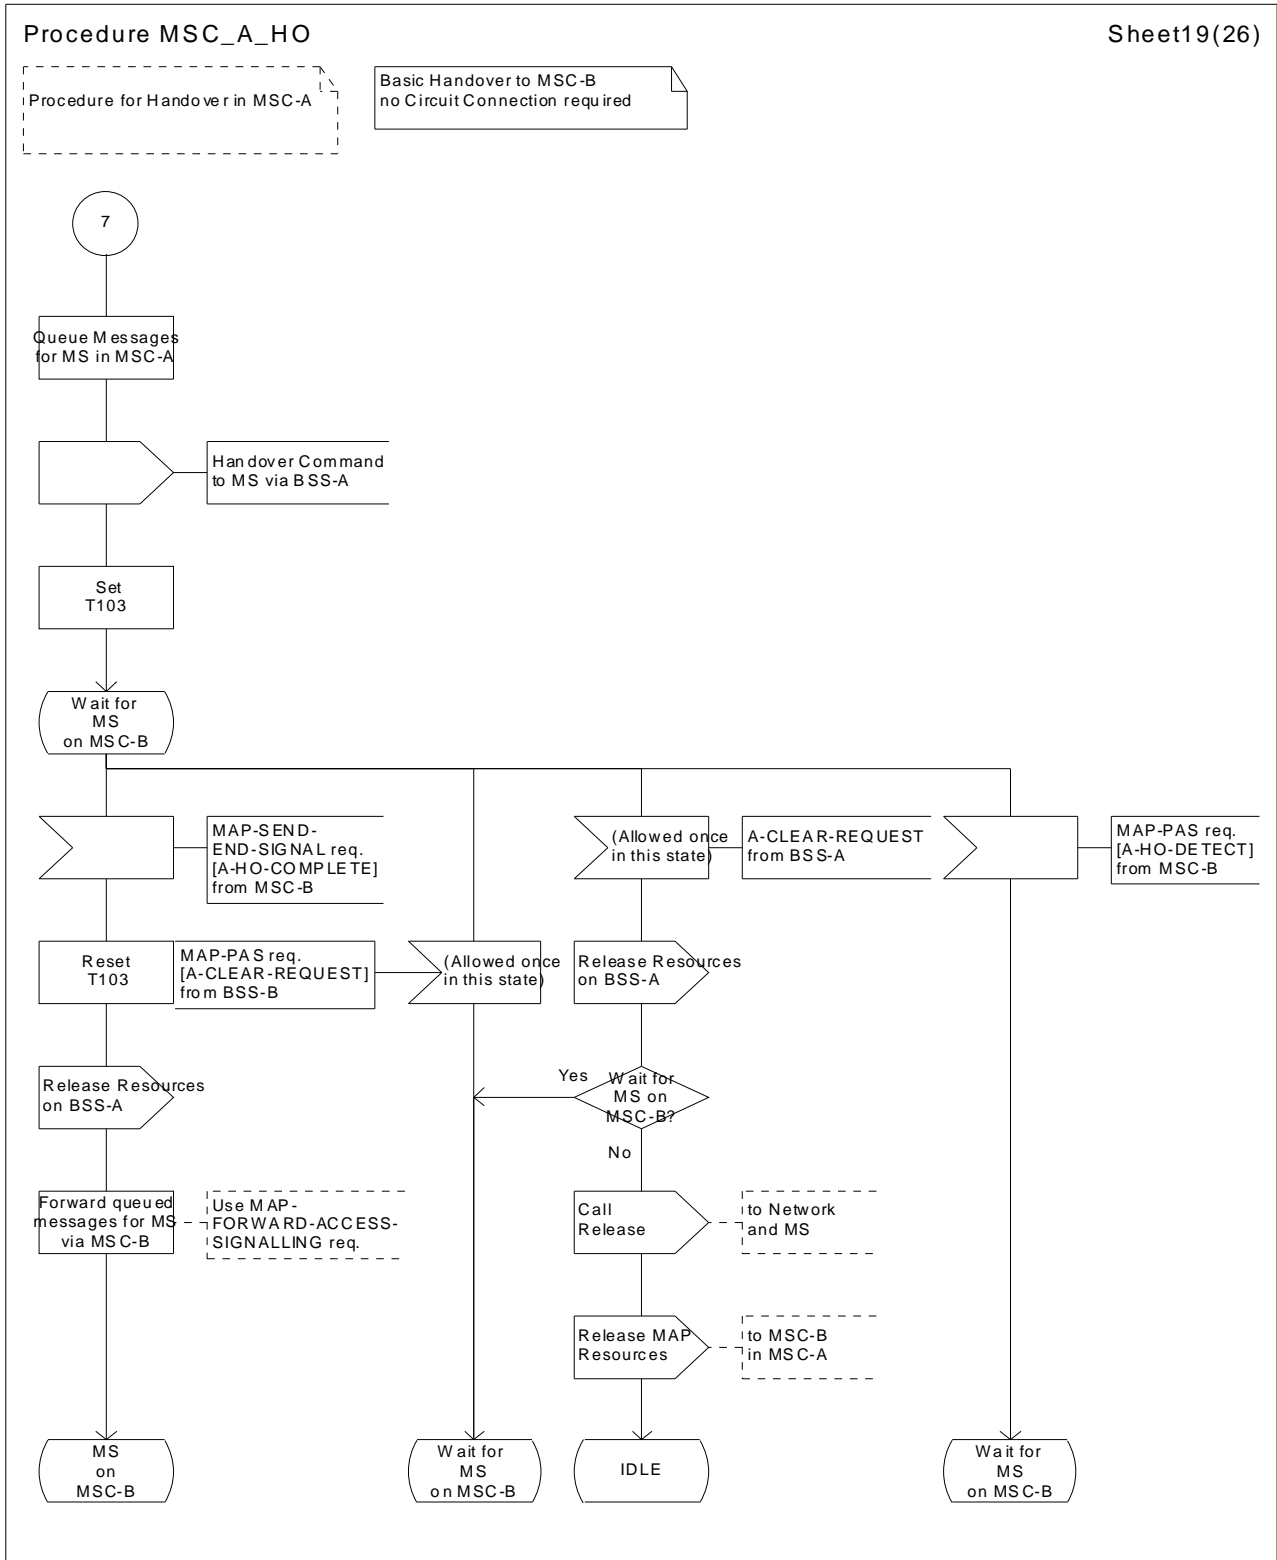 Procedure MSC_A_HO
Sheet19(26)
Procedure for Handover in MSC-A
Basic Handover to MSC-B
no Circuit Connection required
7
Queue Messages
for MS in MSC-A
Handover Command
to MS via BSS-A
Set
T103
Wait for
MS
on MSC-B
MAP-SEND-
END-SIGNAL req.
[A-HO-COMPLETE]
from MSC-B
(Allowed once
in this state)
A-CLEAR-REQUEST
from BSS-A
MAP-PAS req.
[A-HO-DETECT]
from MSC-B
Reset
T103
MAP-PAS req.
[A-CLEAR-REQUEST]
from BSS-B
(Allowed once
in this state)
Release Resources
on BSS-A
Release Resources
on BSS-A
Yes
Wait for
MS on
MSC-B?
No
Forward queued
messages for MS
via MSC-B
Use MAP-
FORWARD-ACCESS-
SIGNALLING req.
Call
Release
to Network
and MS
Release MAP
Resources
to MSC-B
in MSC-A
MS
on
MSC-B
Wait for
MS
on MSC-B
IDLE
Wait for
MS
on MSC-B